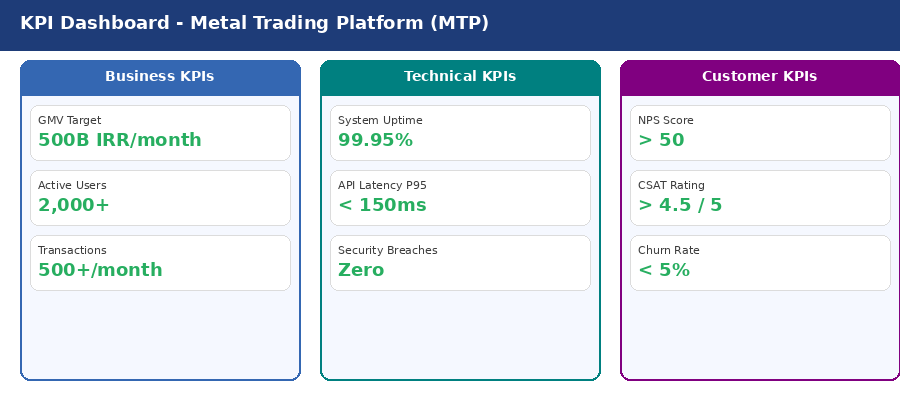 KPI Dashboard - Metal Trading Platform (MTP)
Business KPIs
GMV Target
500B IRR/month
Active Users
2,000+
Transactions
500+/month
Technical KPIs
System Uptime
99.95%
API Latency P95
< 150ms
Security Breaches
Zero
Customer KPIs
NPS Score
> 50
CSAT Rating
> 4.5 / 5
Churn Rate
< 5%